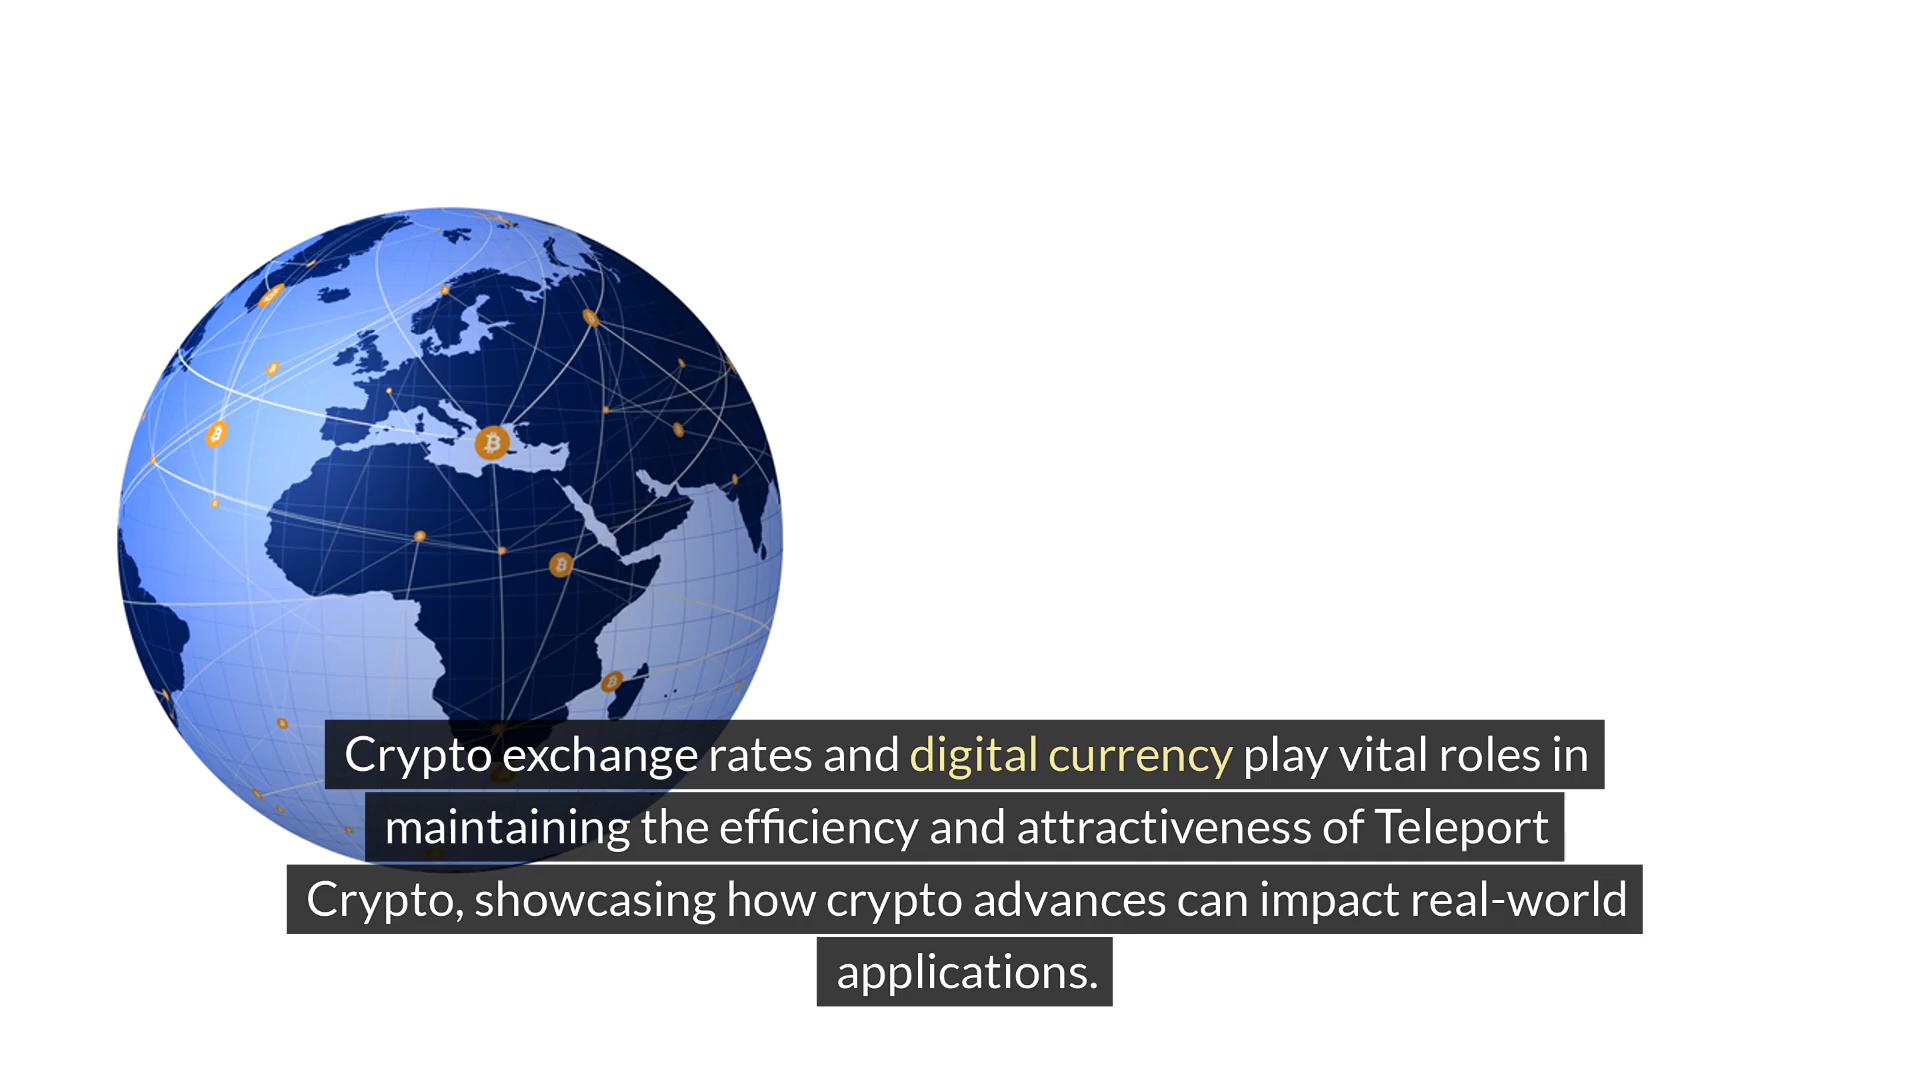 Crypto exchange rates and digital currency play vital roles in
maintaining the efficiency and attractiveness of Teleport
Crypto, showcasing how crypto advances can impact real-world
applications.